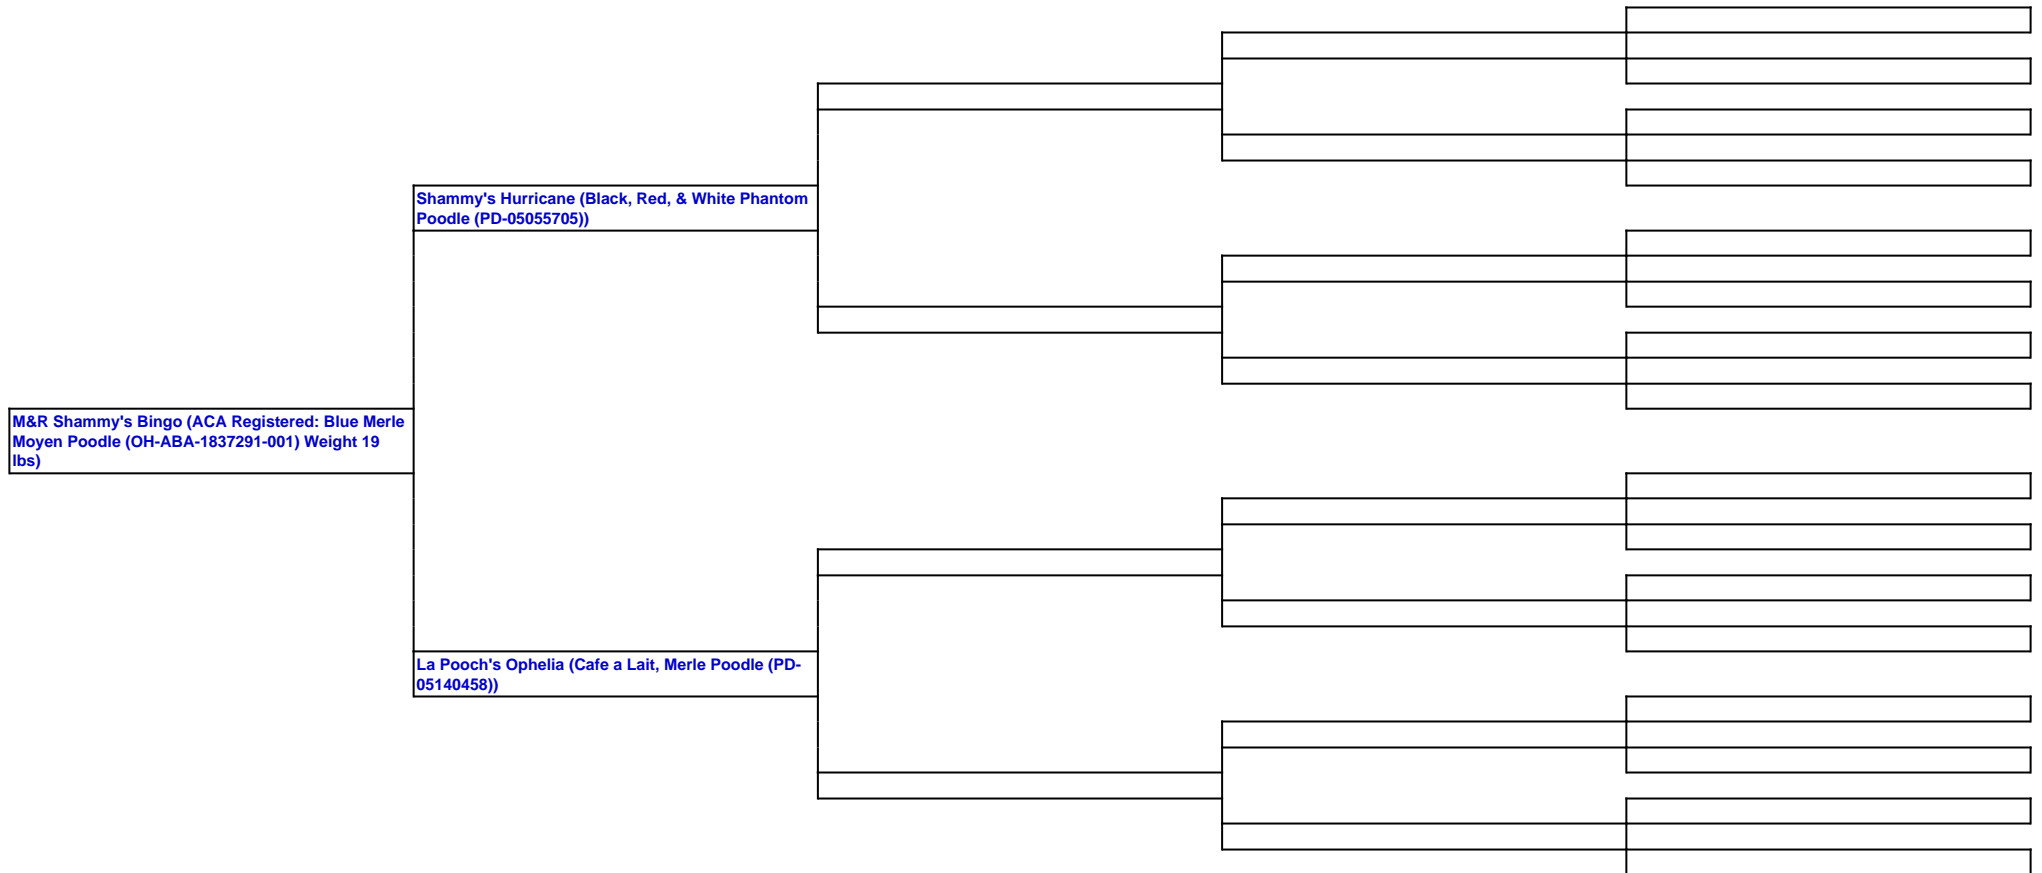 Shammy's Hurricane (Black, Red, & White Phantom
Poodle (PD-05055705))
M&R Shammy's Bingo (ACA Registered: Blue Merle
Moyen Poodle (OH-ABA-1837291-001) Weight 19
lbs)
La Pooch's Ophelia (Cafe a Lait, Merle Poodle (PD-
05140458))